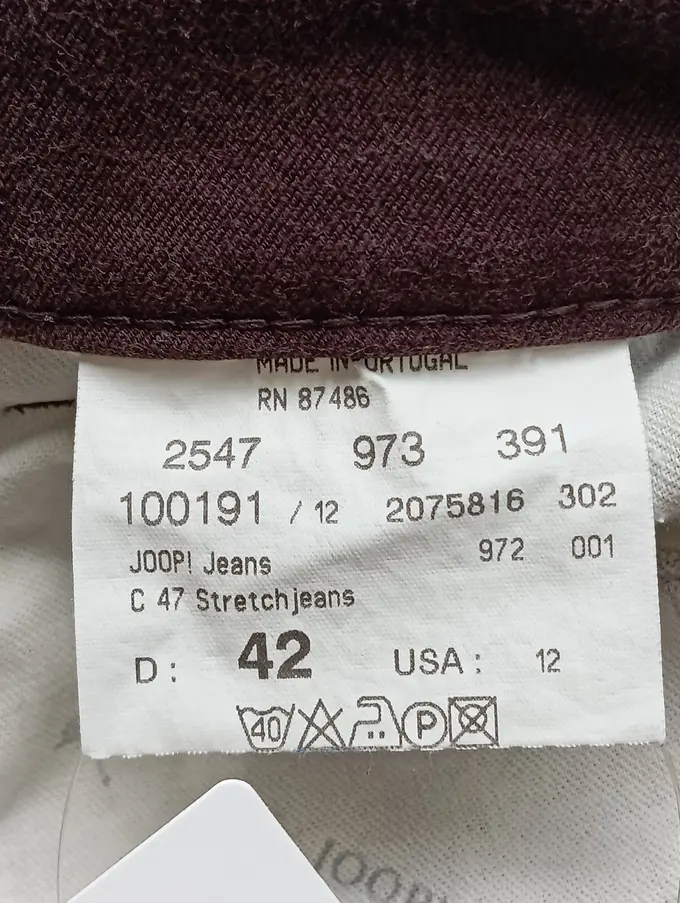 MADE IN PORTUGAL
RN 87486
2547 973 391
100191 / 12 2075816 302
JOOP! Jeans 972 001
C 47 Stretchjeans
D: 42 USA: 12
40 P
JOOP!